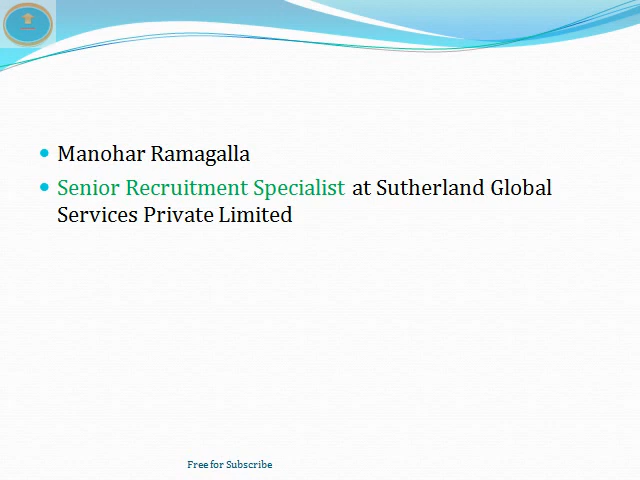 Manohar Ramagalla
Senior Recruitment Specialist at Sutherland Global
Services Private Limited
Free for Subscribe